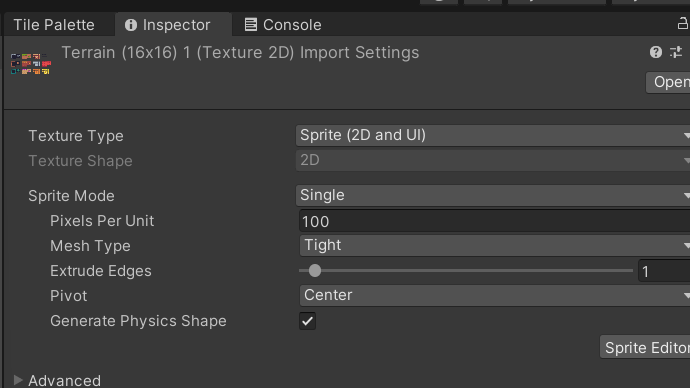 Tile Palette Inspector Console
Terrain (16x16) 1 (Texture 2D) Import Settings
Open
Texture Type Sprite (2D and UI)
Texture Shape 2D
Sprite Mode Single
Pixels Per Unit 100
Mesh Type Tight
Extrude Edges 1
Pivot Center
Generate Physics Shape
Sprite Editor
Advanced